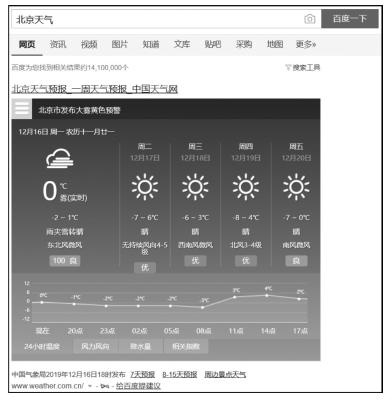 北京天气
百度一下
网页 资讯 视频 图片 知道 文库 贴吧 采购 地图 更多»
百度为您找到相关结果约14,100,000个
搜索工具
北京天气预报_一周天气预报_中国天气网
北京市发布大雾黄色预警
12月16日 周一 农历十一月廿一
周二 周三 周四 周五
12月17日 12月18日 12月19日 12月20日
0℃
霾(实时)
-2 ~ 1℃ -7 ~ 6℃ -6 ~ 3℃ -8 ~ 4℃ -7 ~ 0℃
雨夹雪转晴 晴 晴 晴 晴
东北风微风 无持续风向4-5级 西南风微风 北风3-4级 南风微风
100 良 优 优 优 良
12
6
0
-6
-12
0℃ -1℃ -2℃ -2℃ -2℃ -3℃ 3℃ 4℃ 2℃
现在 20点 23点 02点 05点 08点 11点 14点 17点
24小时温度 风力风向 降水量 相关指数
中国气象局2019年12月16日18时发布 7天预报 8-15天预报 周边景点天气
www.weather.com.cn/ - 给百度提建议